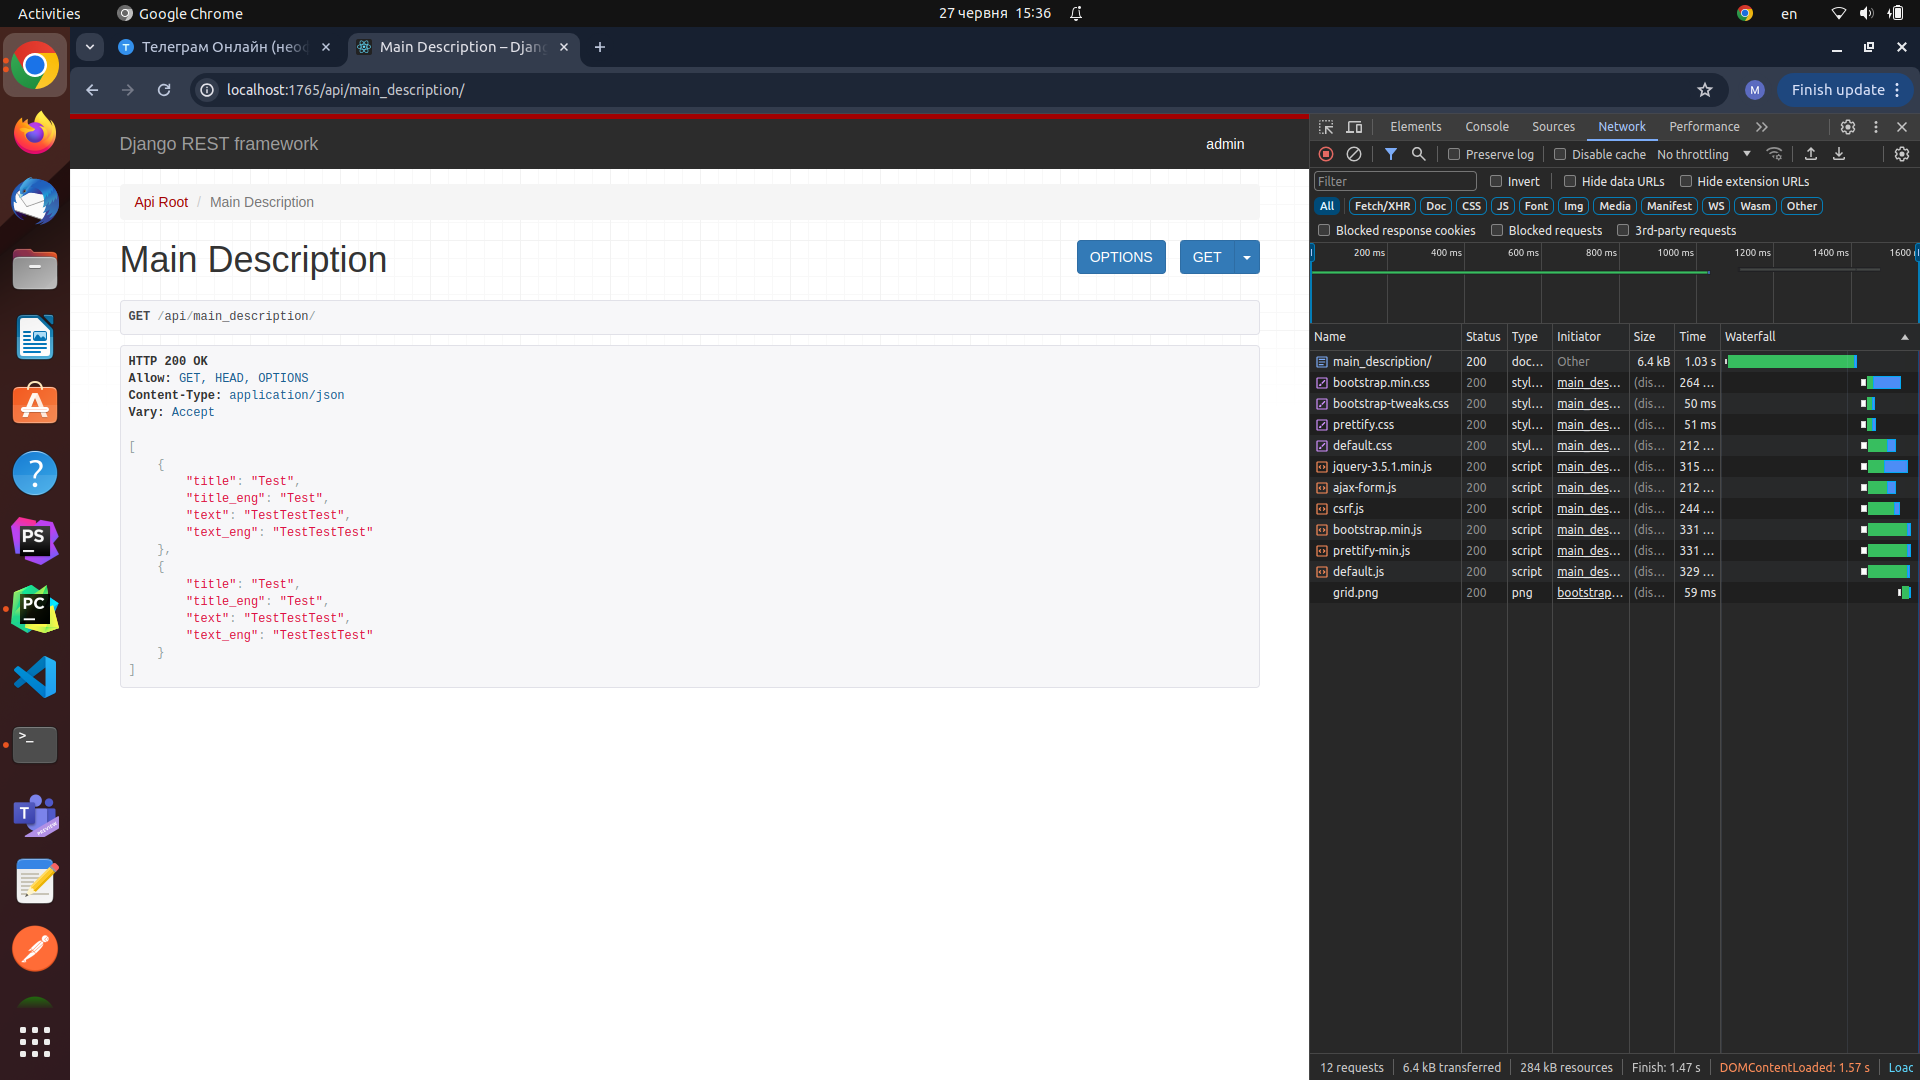 Activities
Google Chrome
27 червня 15:36
en
Телеграм Онлайн (неоф
Main Description – Djang
localhost:1765/api/main_description/
M
Finish update
Django REST framework
admin
Api Root / Main Description
Main Description
OPTIONS
GET
GET /api/main_description/
HTTP 200 OK
Allow: GET, HEAD, OPTIONS
Content-Type: application/json
Vary: Accept
[
{
"title": "Test",
"title_eng": "Test",
"text": "TestTestTest",
"text_eng": "TestTestTest"
},
{
"title": "Test",
"title_eng": "Test",
"text": "TestTestTest",
"text_eng": "TestTestTest"
}
]
Elements Console Sources Network Performance
Preserve log Disable cache No throttling
Filter Invert Hide data URLs Hide extension URLs
All Fetch/XHR Doc CSS JS Font Img Media Manifest WS Wasm Other
Blocked response cookies Blocked requests 3rd-party requests
200 ms 400 ms 600 ms 800 ms 1000 ms 1200 ms 1400 ms 1600
Name Status Type Initiator Size Time Waterfall
main_description/ 200 doc... Other 6.4 kB 1.03 s
bootstrap.min.css 200 styl... main_des... (dis... 264 ...
bootstrap-tweaks.css 200 styl... main_des... (dis... 50 ms
prettify.css 200 styl... main_des... (dis... 51 ms
default.css 200 styl... main_des... (dis... 212 ...
jquery-3.5.1.min.js 200 script main_des... (dis... 315 ...
ajax-form.js 200 script main_des... (dis... 212 ...
csrf.js 200 script main_des... (dis... 244 ...
bootstrap.min.js 200 script main_des... (dis... 331 ...
prettify-min.js 200 script main_des... (dis... 331 ...
default.js 200 script main_des... (dis... 329 ...
grid.png 200 png bootstrap... (dis... 59 ms
12 requests 6.4 kB transferred 284 kB resources Finish: 1.47 s DOMContentLoaded: 1.57 s Loac
PS
PC
T
PREVIEW